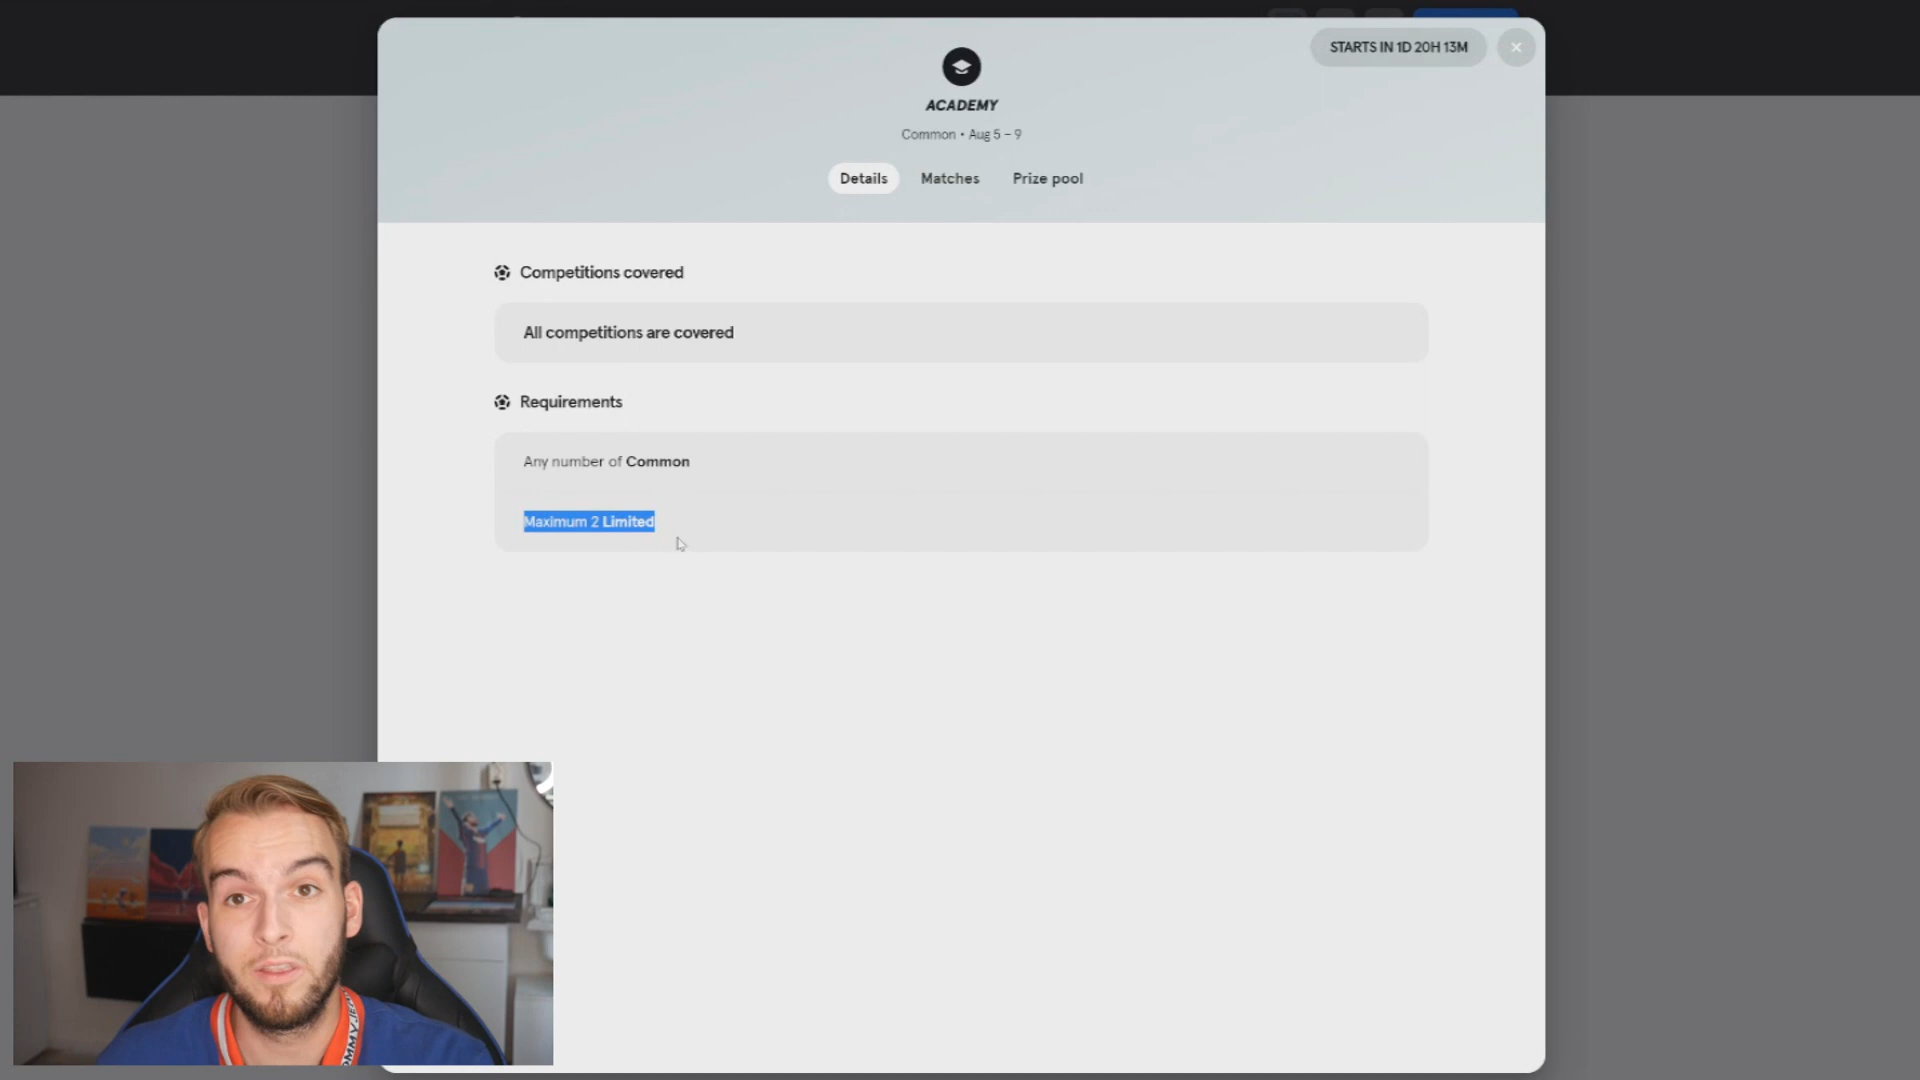 STARTS IN 1D 20H 13M
ACADEMY
Common • Aug 5 – 9
Details
Matches
Prize pool
Competitions covered
All competitions are covered
Requirements
Any number of Common
Maximum 2 Limited